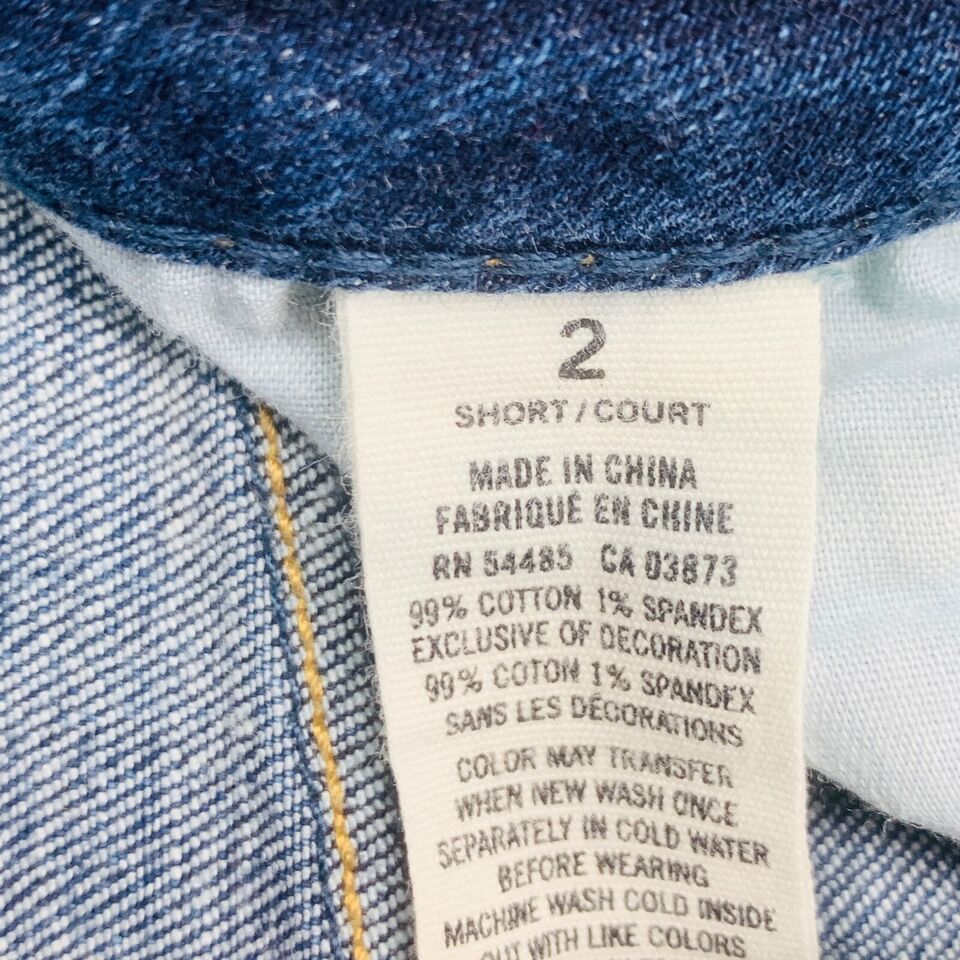 2
SHORT/COURT
MADE IN CHINA
FABRIQUÉ EN CHINE
RN 54485 CA 03873
99% COTTON 1% SPANDEX
EXCLUSIVE OF DECORATION
99% COTON 1% SPANDEX
SANS LES DÉCORATIONS
COLOR MAY TRANSFER
WHEN NEW WASH ONCE
SEPARATELY IN COLD WATER
BEFORE WEARING
MACHINE WASH COLD INSIDE
OUT WITH LIKE COLORS